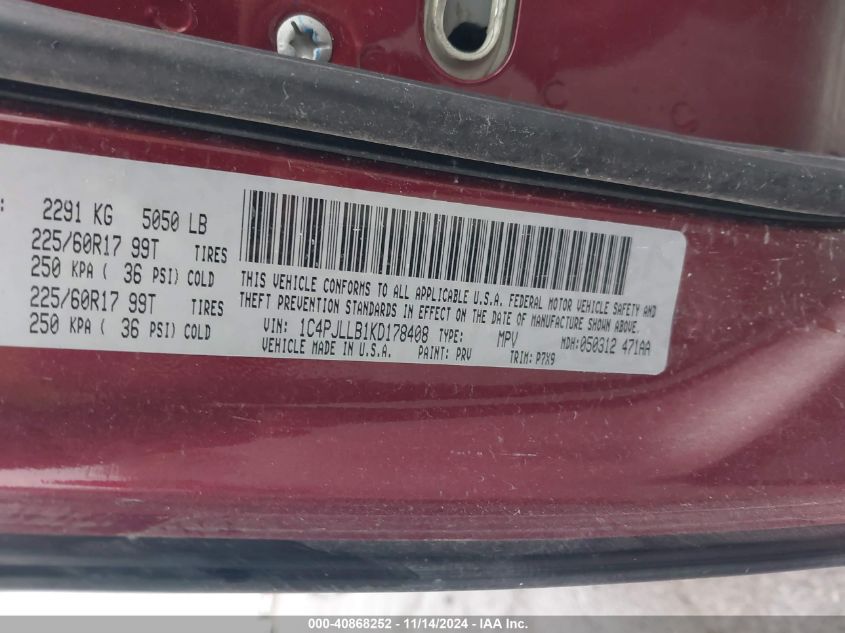 2291 KG 5050 LB
225/60R17 99T TIRES
250 KPA ( 36 PSI) COLD
225/60R17 99T TIRES
250 KPA ( 36 PSI) COLD
THIS VEHICLE CONFORMS TO ALL APPLICABLE U.S.A. FEDERAL MOTOR VEHICLE SAFETY AND
THEFT PREVENTION STANDARDS IN EFFECT ON THE DATE OF MANUFACTURE SHOWN ABOVE.
VIN: 1C4PJLLB1KD178408 TYPE: MPV MDH:050312 471AA
VEHICLE MADE IN U.S.A. PAINT: PRV TRIM: P7X9
000-40868252 - 11/14/2024 - IAA Inc.